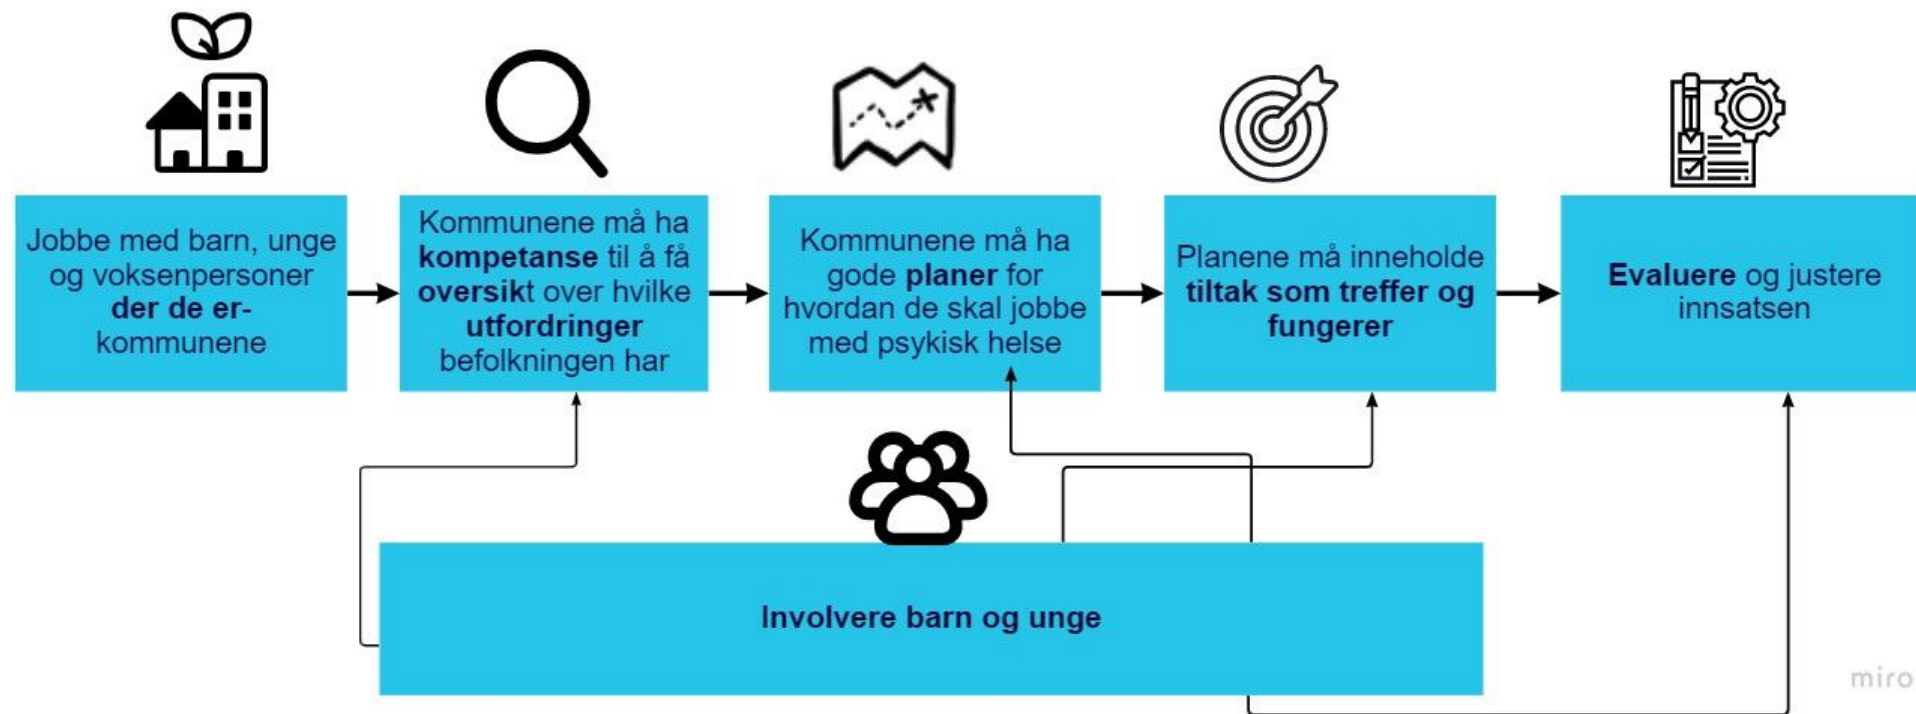 Jobbe med barn, unge
og voksenpersoner
der de er-
kommunene
Kommunene må ha
kompetanse til å få
oversikt over hvilke
utfordringer
befolkningen har
Kommunene må ha
gode planer for
hvordan de skal jobbe
med psykisk helse
Planene må inneholde
tiltak som treffer og
fungerer
Evaluere og justere
innsatsen
Involvere barn og unge
miro